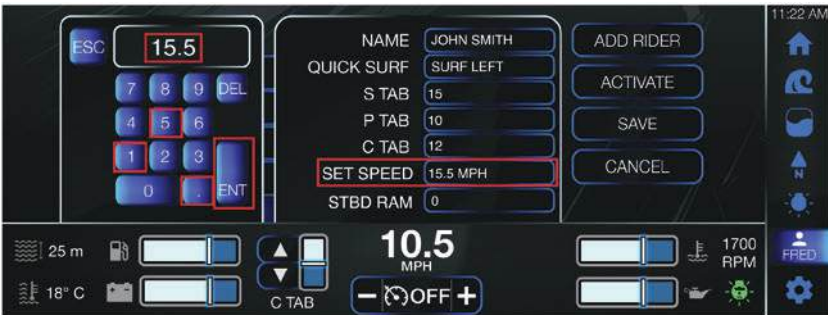 11:22 AM
ESC
15.5
7 8 9 DEL
4 5 6
1 2 3
0 . ENT
NAME JOHN SMITH
QUICK SURF SURF LEFT
S TAB 15
P TAB 10
C TAB 12
SET SPEED 15.5 MPH
STBD RAM 0
ADD RIDER
ACTIVATE
SAVE
CANCEL
N
FRED
25 m
18° C
C TAB
10.5
MPH
− OFF +
1700
RPM